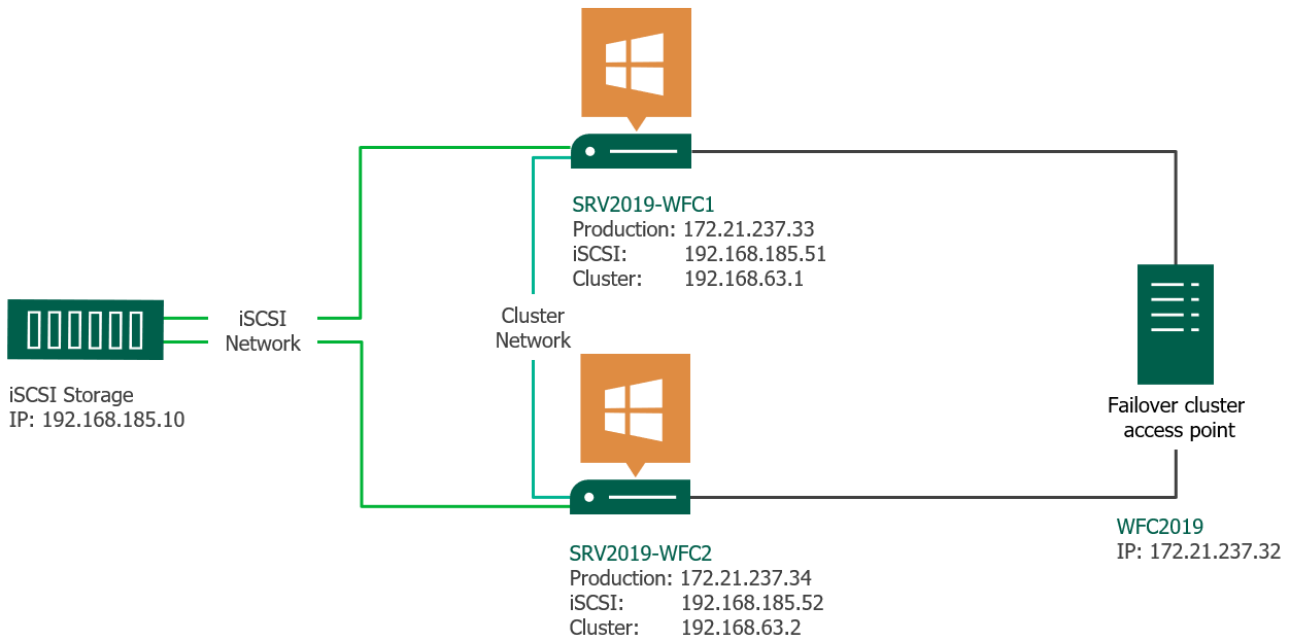 SRV2019-WFC1
Production: 172.21.237.33
iSCSI: 192.168.185.51
Cluster: 192.168.63.1
iSCSI
Network
Cluster
Network
iSCSI Storage
IP: 192.168.185.10
Failover cluster
access point
WFC2019
IP: 172.21.237.32
SRV2019-WFC2
Production: 172.21.237.34
iSCSI: 192.168.185.52
Cluster: 192.168.63.2